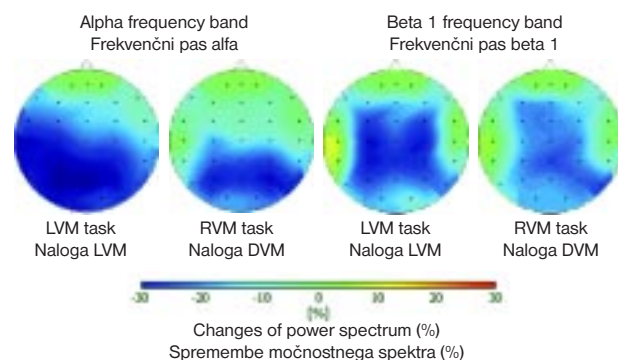 Alpha frequency band
Frekvenčni pas alfa
Beta 1 frequency band
Frekvenčni pas beta 1
LVM task
Naloga LVM
RVM task
Naloga DVM
LVM task
Naloga LVM
RVM task
Naloga DVM
-30 -20 -10 0 10 20 30
[%]
Changes of power spectrum (%)
Spremembe močnostnega spektra (%)